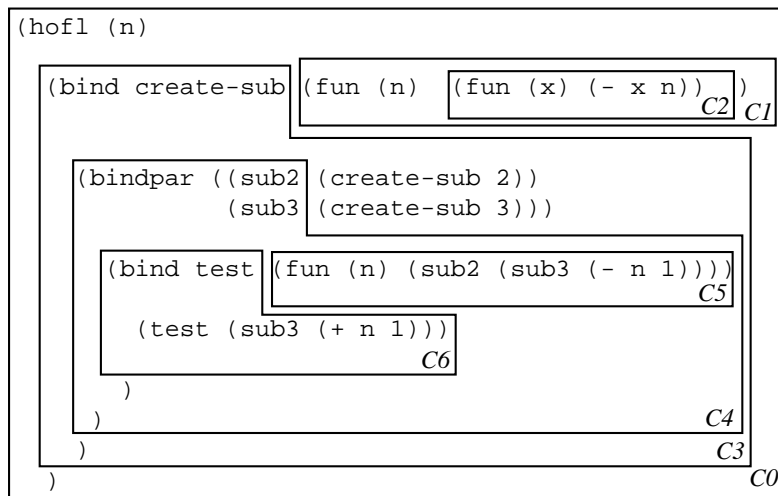 (hofl (n)
(bind create-sub (fun (n) (fun (x) (- x n)) )
C2 C1
(bindpar ((sub2 (create-sub 2))
(sub3 (create-sub 3)))
(bind test (fun (n) (sub2 (sub3 (- n 1))))
C5
(test (sub3 (+ n 1)))
C6
)
) C4
) C3
) C0